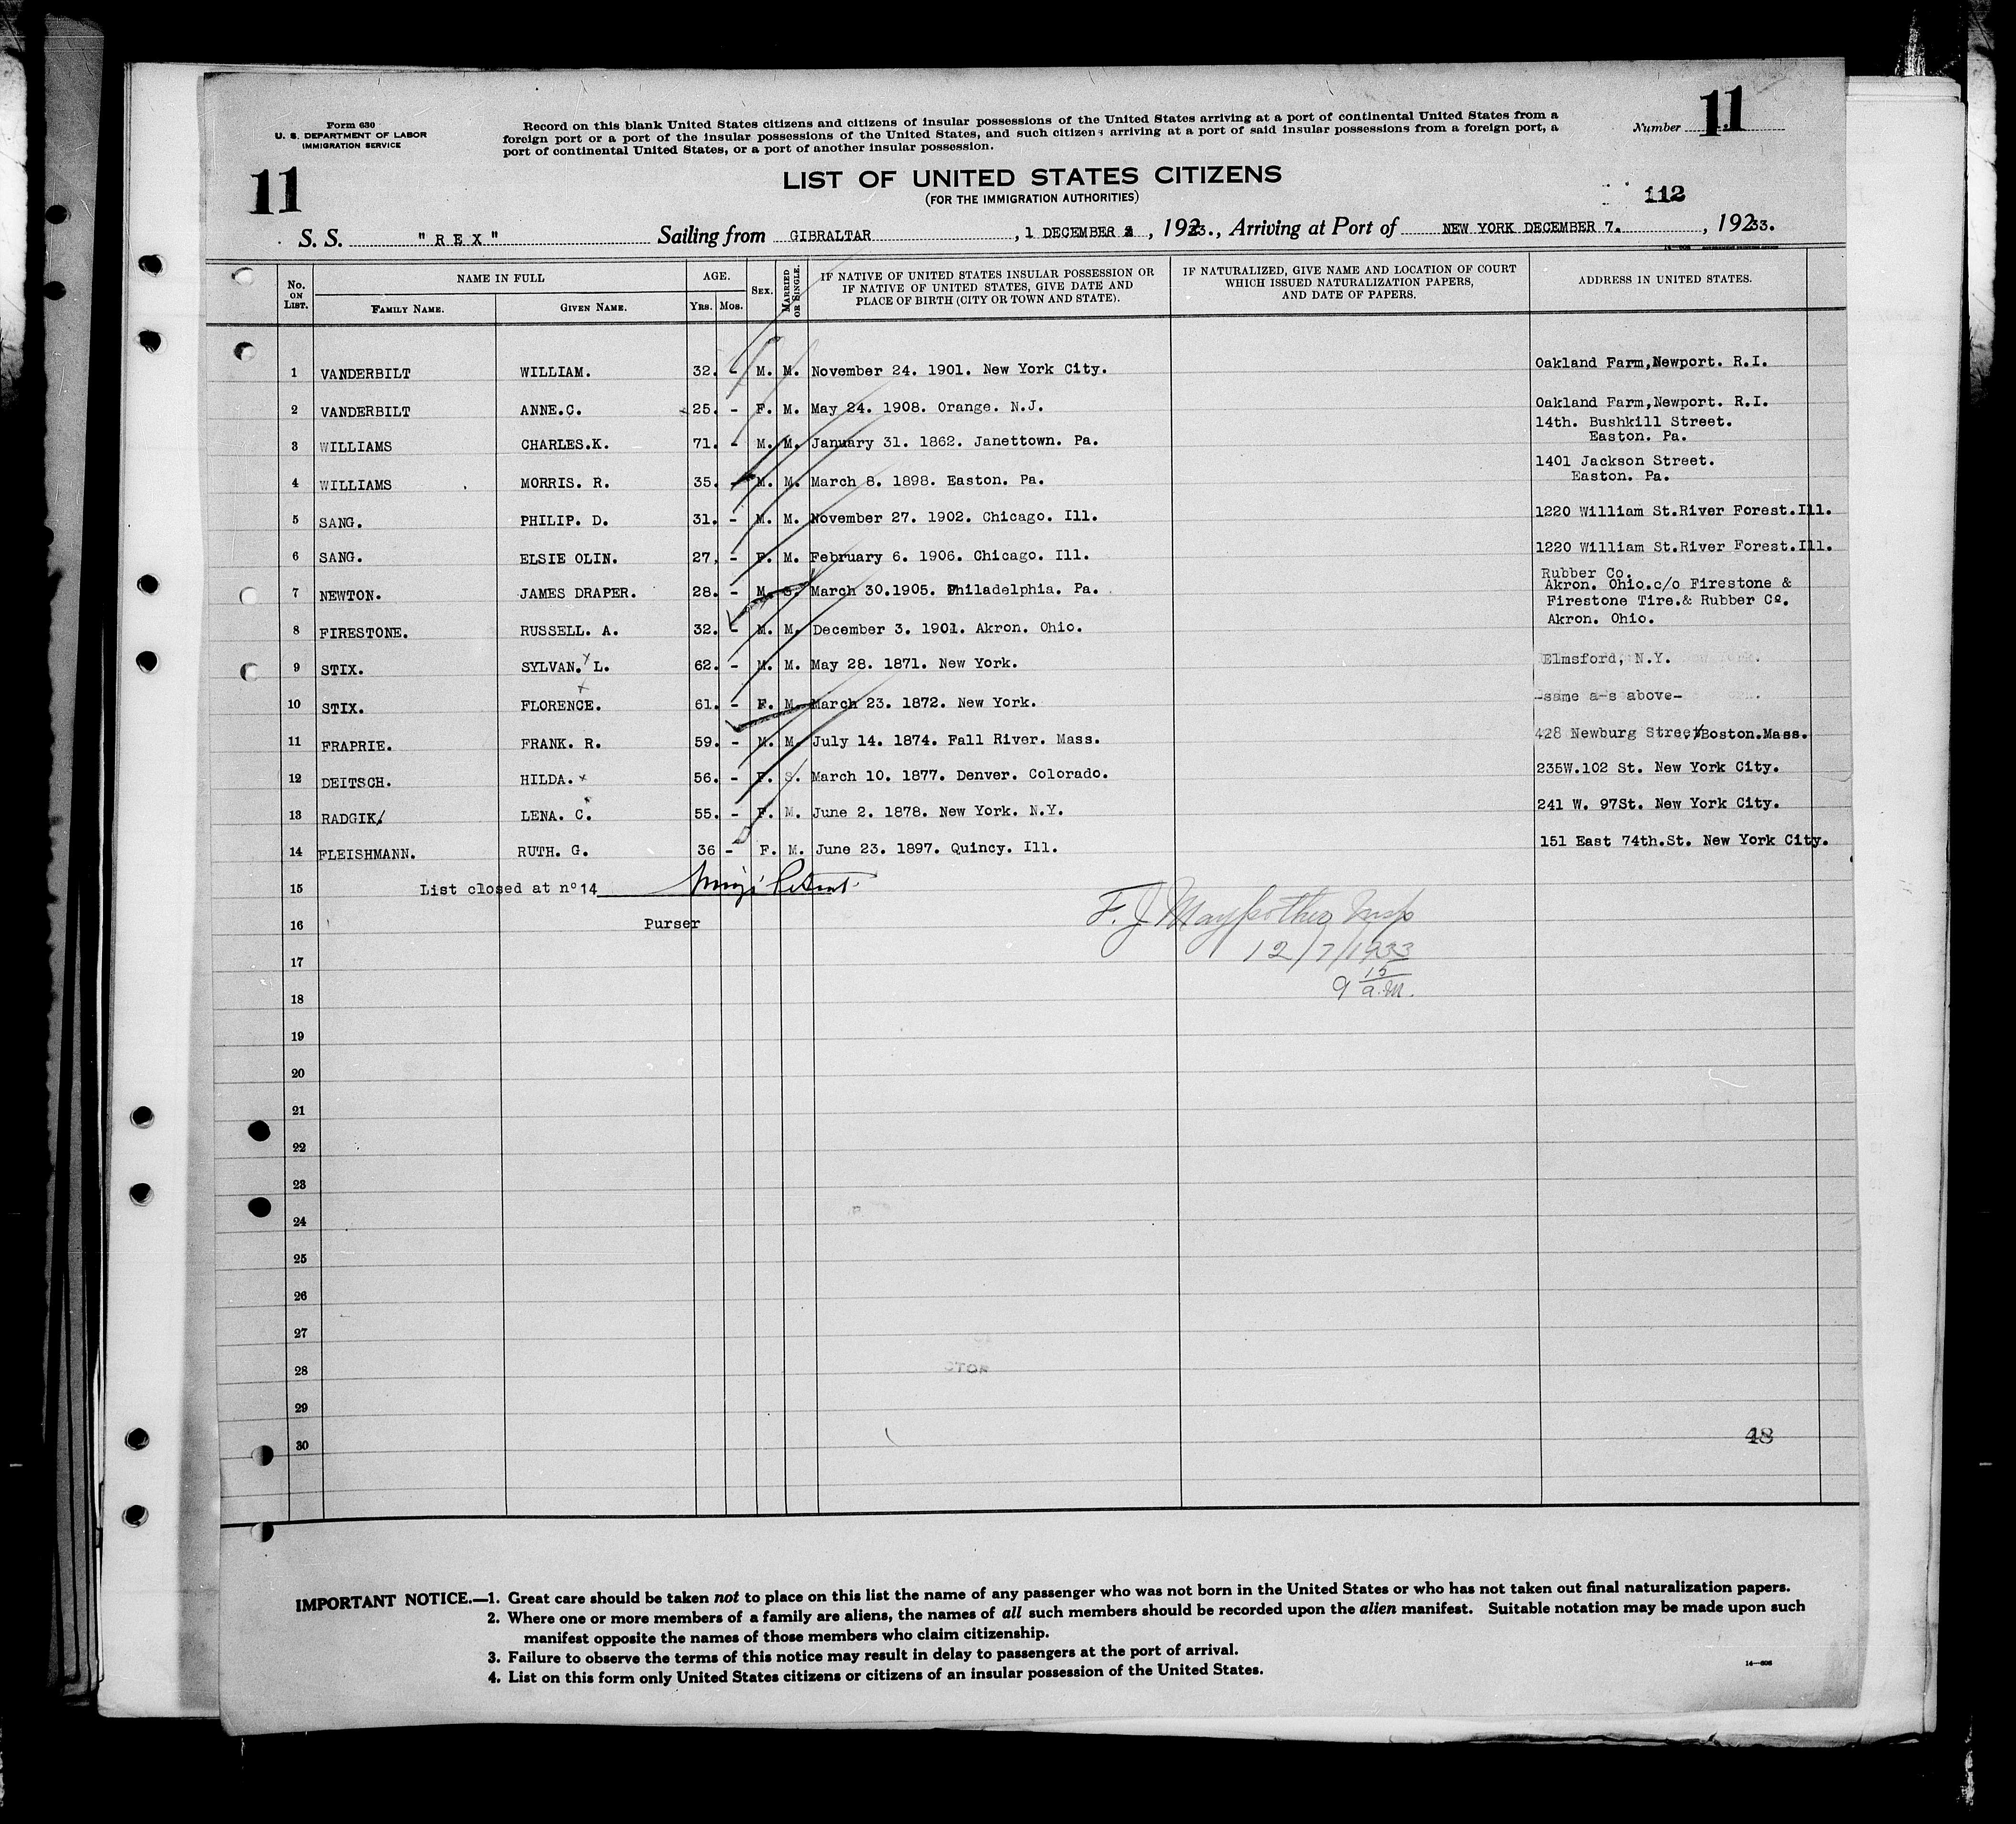 Form 630
U. S. DEPARTMENT OF LABOR
IMMIGRATION SERVICE
Record on this blank United States citizens and citizens of insular possessions of the United States arriving at a port of continental United States from a
foreign port or a port of the insular possessions of the United States, and such citizens arriving at a port of said insular possessions from a foreign port, a
port of continental United States, or a port of another insular possession.
Number 11
11
LIST OF UNITED STATES CITIZENS
(FOR THE IMMIGRATION AUTHORITIES)
112
S. S. "REX" Sailing from GIBRALTAR, 1 DECEMBER, 1933., Arriving at Port of NEW YORK DECEMBER 7., 19233.
No. ON LIST.
NAME IN FULL
FAMILY NAME.
GIVEN NAME.
AGE.
YRS. MOS.
SEX.
MARRIED OR SINGLE.
IF NATIVE OF UNITED STATES INSULAR POSSESSION OR
IF NATIVE OF UNITED STATES, GIVE DATE AND
PLACE OF BIRTH (CITY OR TOWN AND STATE).
IF NATURALIZED, GIVE NAME AND LOCATION OF COURT
WHICH ISSUED NATURALIZATION PAPERS,
AND DATE OF PAPERS.
ADDRESS IN UNITED STATES.
1 VANDERBILT WILLIAM. 32. - M. M. November 24. 1901. New York City. Oakland Farm,Newport. R.I.
2 VANDERBILT ANNE.C. 25. - F. M. May 24. 1908. Orange. N.J. Oakland Farm,Newport. R.I.
3 WILLIAMS CHARLES.K. 71. - M. M. January 31. 1862. Janettown. Pa. 14th. Bushkill Street.
Easton. Pa.
4 WILLIAMS MORRIS. R. 35. - M. M. March 8. 1898. Easton. Pa. 1401 Jackson Street.
Easton. Pa.
5 SANG. PHILIP. D. 31. - M. M. November 27. 1902. Chicago. Ill. 1220 William St.River Forest.Ill.
6 SANG. ELSIE OLIN. 27. - F. M. February 6. 1906. Chicago. Ill. 1220 William St.River Forest.Ill.
Rubber Co.
7 NEWTON. JAMES DRAPER. 28. - M. S. March 30.1905. Philadelphia. Pa. Akron. Ohio.c/o Firestone &
Firestone Tire.& Rubber Co.
8 FIRESTONE. RUSSELL. A. 32. - M. M. December 3. 1901. Akron. Ohio. Akron. Ohio.
9 STIX. SYLVAN. L. 62. - M. M. May 28. 1871. New York. Elmsford, N.Y.
10 STIX. FLORENCE. 61. - F. M. March 23. 1872. New York. -same a-s above-
11 FRAPRIE. FRANK. R. 59. - M. M. July 14. 1874. Fall River. Mass. 428 Newburg Street/Boston.Mass.
12 DEITSCH. HILDA. x 56. - F. S. March 10. 1877. Denver. Colorado. 235W.102 St. New York City.
13 RADGIK/ LENA. C. 55. - F. M. June 2. 1878. New York. N.Y. 241 W. 97St. New York City.
14 FLEISHMANN. RUTH. G. 36 - F. M. June 23. 1897. Quincy. Ill. 151 East 74th.St. New York City.
15 List closed at nº14
16 Purser
F. J. Insp
17 12/7/1933
18 9 15 a.m.
19
20
21
22
23
24
25
26
27
28
29
30
48
IMPORTANT NOTICE.—1. Great care should be taken not to place on this list the name of any passenger who was not born in the United States or who has not taken out final naturalization papers.
2. Where one or more members of a family are aliens, the names of all such members should be recorded upon the alien manifest. Suitable notation may be made upon such
manifest opposite the names of those members who claim citizenship.
3. Failure to observe the terms of this notice may result in delay to passengers at the port of arrival.
4. List on this form only United States citizens or citizens of an insular possession of the United States.